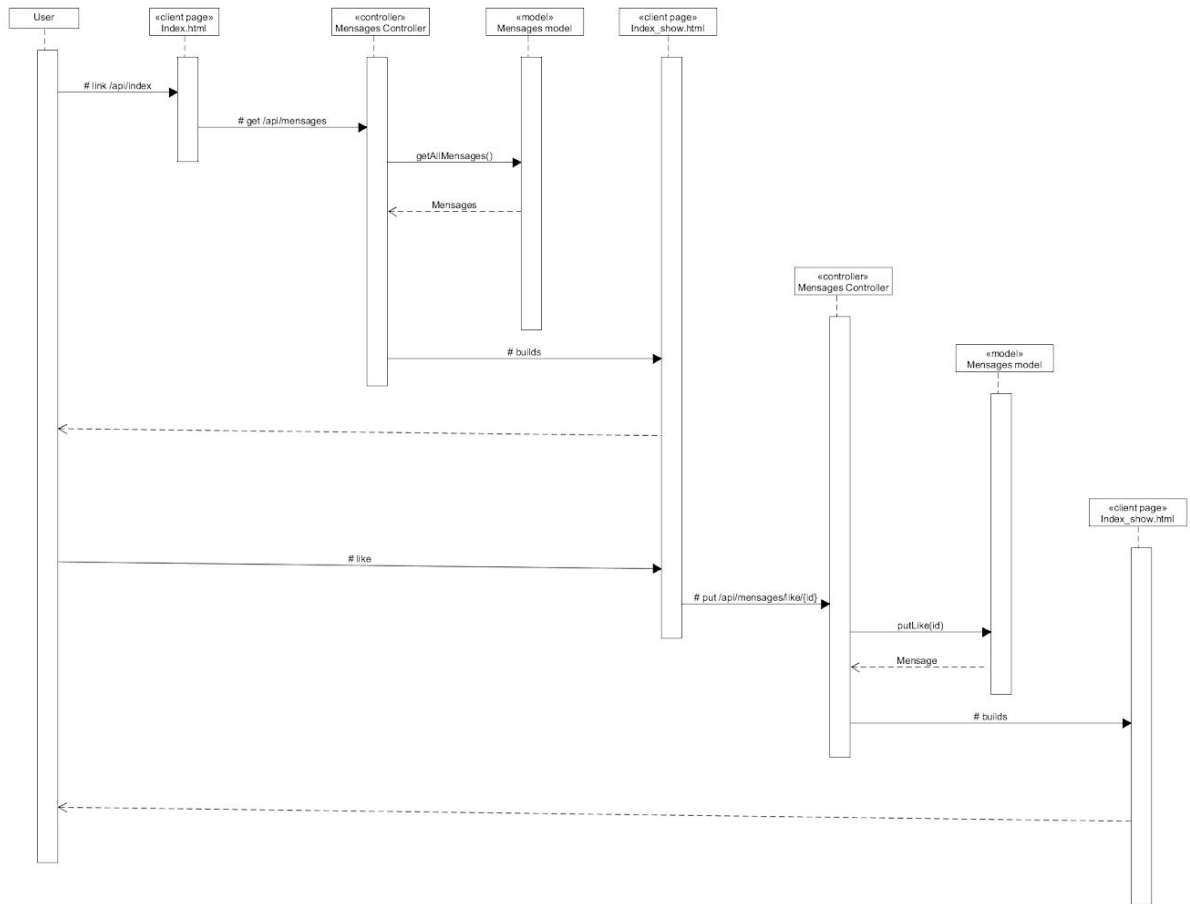 User
«client page»
Index.html
«controller»
Mensages Controller
«model»
Mensages model
«client page»
Index_show.html
# link /api/index
# get /api/mensages
getAllMensages()
Mensages
«controller»
Mensages Controller
# builds
«model»
Mensages model
«client page»
Index_show.html
# like
# put /api/mensages/like/{id}
putLike(id)
Mensage
# builds